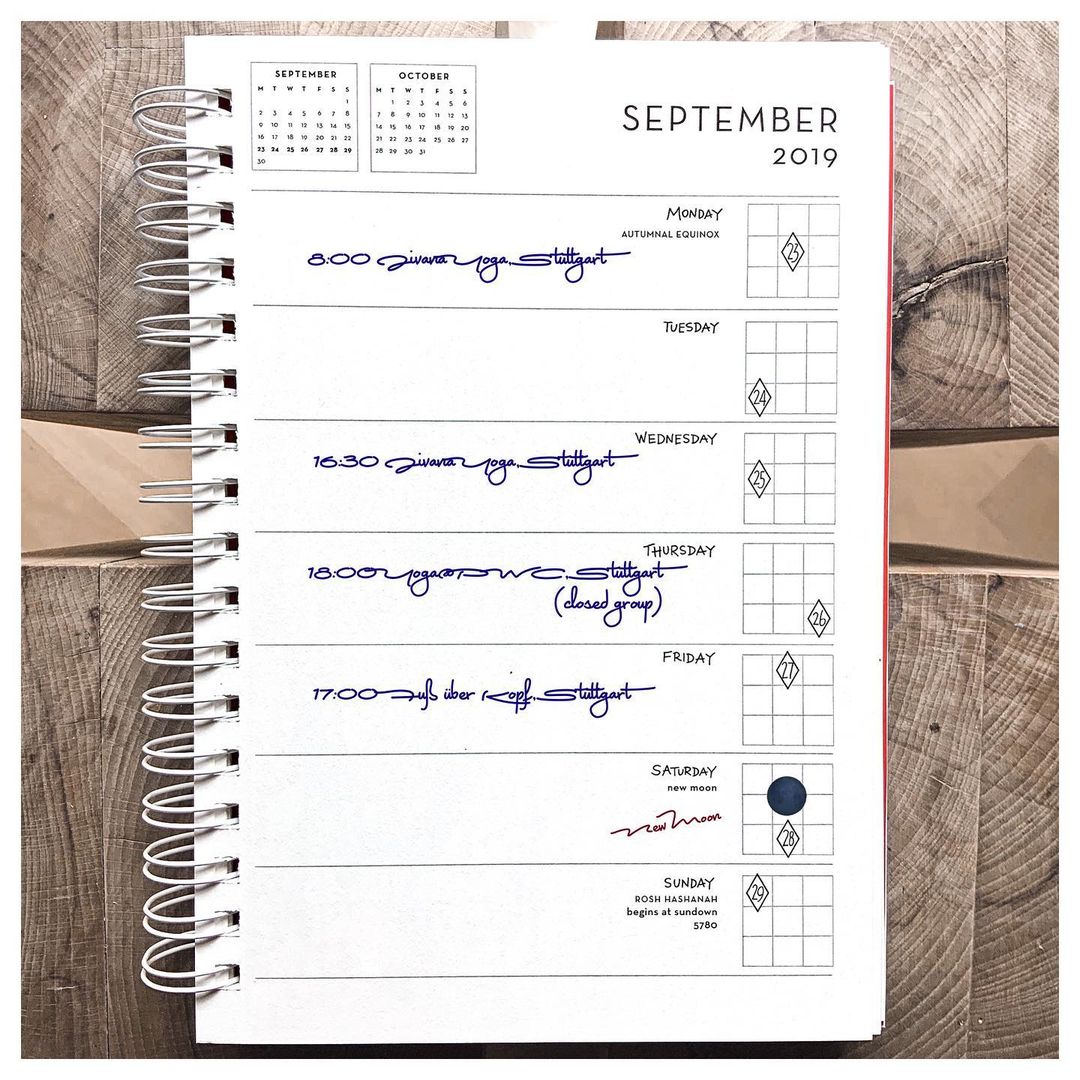 SEPTEMBER
M T W T F S S
1
2 3 4 5 6 7 8
9 10 11 12 13 14 15
16 17 18 19 20 21 22
23 24 25 26 27 28 29
30
OCTOBER
M T W T F S S
1 2 3 4 5 6
7 8 9 10 11 12 13
14 15 16 17 18 19 20
21 22 23 24 25 26 27
28 29 30 31
SEPTEMBER
2019
MONDAY
AUTUMNAL EQUINOX
23
8:00 Jivana Yoga, Stuttgart
TUESDAY
24
WEDNESDAY
16:30 Jivana Yoga, Stuttgart
25
THURSDAY
18:00 Yoga@PWC, Stuttgart
(closed group)
26
FRIDAY
27
17:00 Fuß über Kopf, Stuttgart
SATURDAY
new moon
New Moon
28
SUNDAY
29
ROSH HASHANAH
begins at sundown
5780